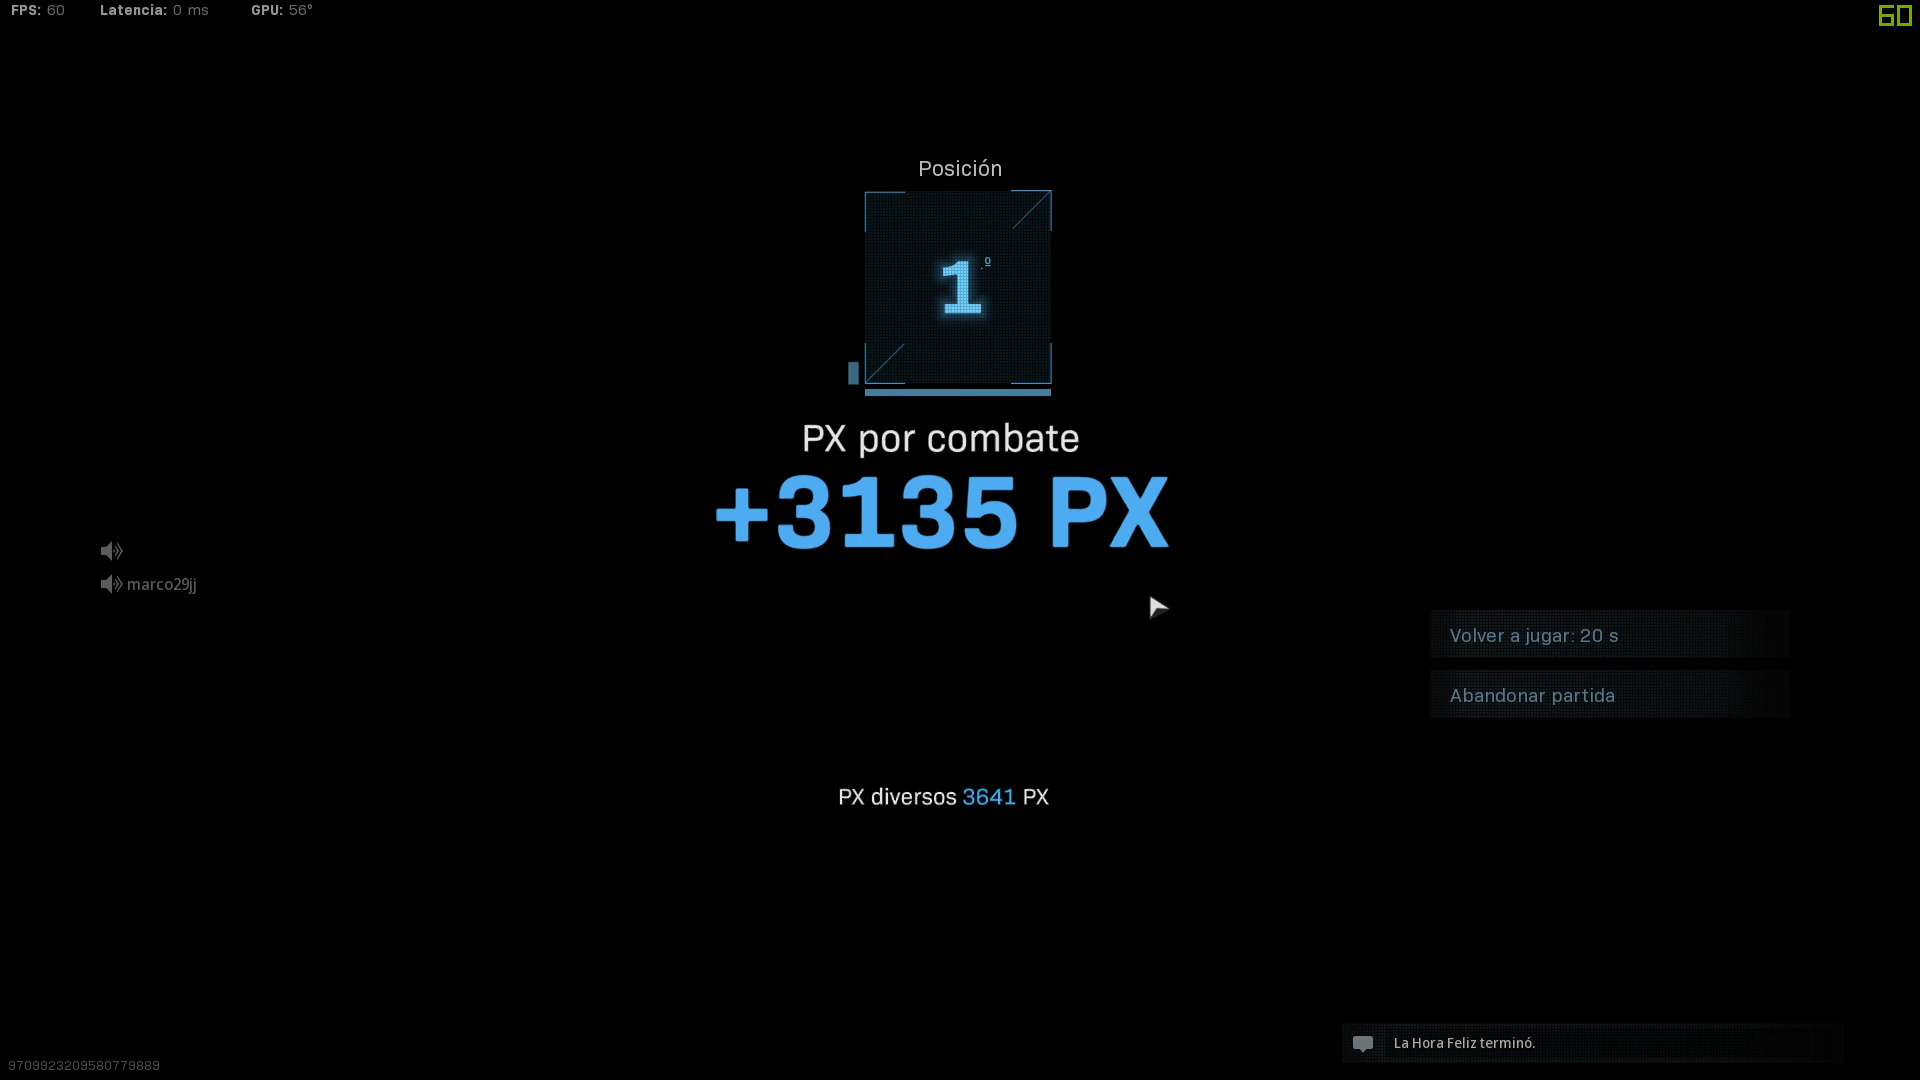 FPS: 60 Latencia: 0 ms GPU: 56°
60
Posición
1.º
PX por combate
+3135 PX
marco29jj
Volver a jugar: 20 s
Abandonar partida
PX diversos 3641 PX
La Hora Feliz terminó.
9709923209580779889